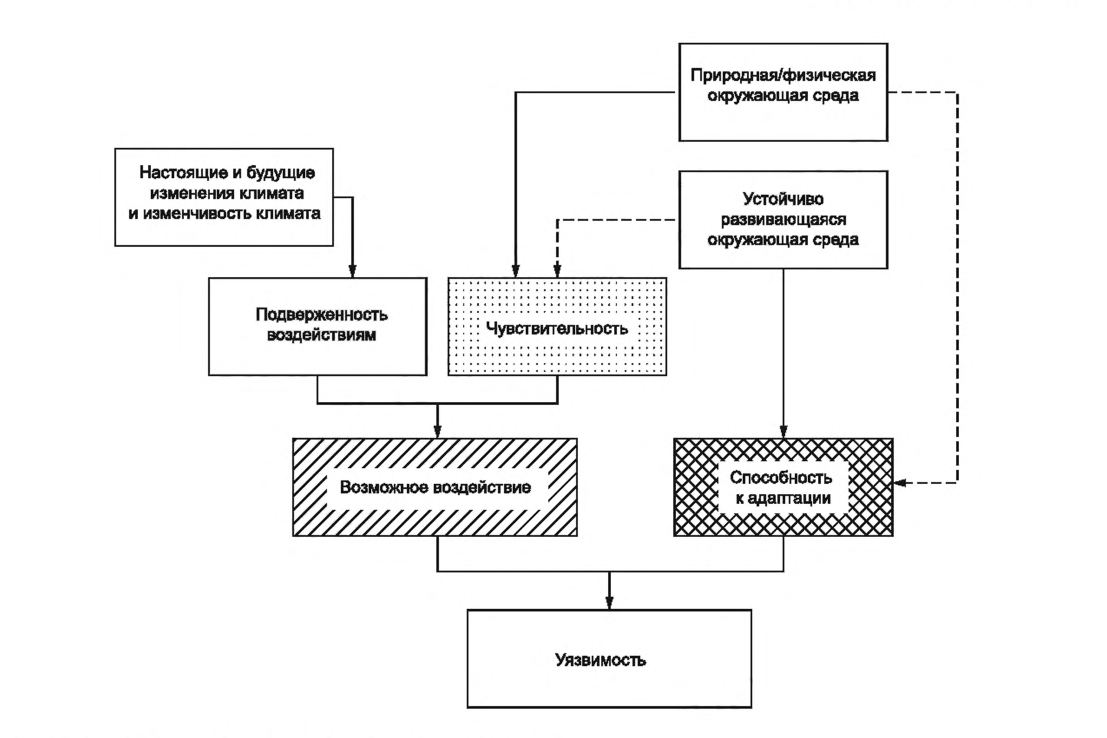 Природная/физическая
окружающая среда
Настоящие и будущие
изменения климата
и изменчивость климата
Устойчиво
развивающаяся
окружающая среда
Подверженность
воздействиям
Чувствительность
Возможное воздействие
Способность
к адаптации
Уязвимость